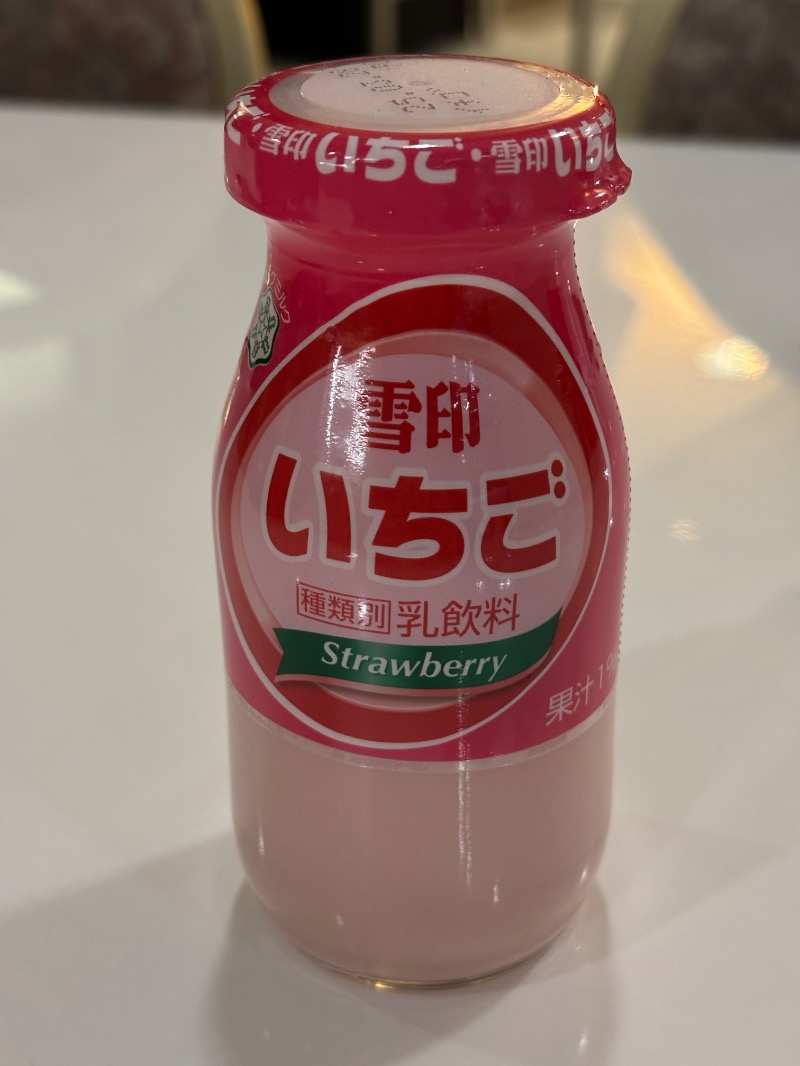 雪印いちご・雪印いちご
雪印
いちご
種類別 乳飲料
Strawberry
果汁1%